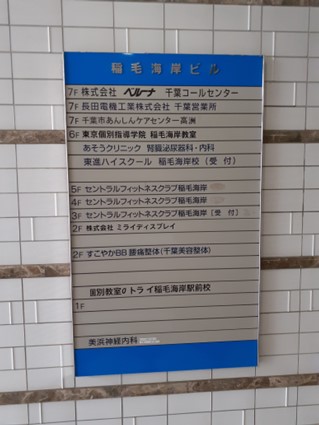 稲毛海岸ビル
7F 株式会社 ベルーナ 千葉コールセンター
7F 長田電機工業株式会社 千葉営業所
7F 千葉市あんしんケアセンター高洲
6F 東京個別指導学院 稲毛海岸教室
あそうクリニック 腎臓泌尿器科・内科
東進ハイスクール 稲毛海岸校(受付)
5F セントラルフィットネスクラブ稲毛海岸
4F セントラルフィットネスクラブ稲毛海岸
3F セントラルフィットネスクラブ稲毛海岸〔受付〕
2F 株式会社 ミライディスプレイ
2F すこやかBB 腰痛整体(千葉美容整体)
個別教室のトライ稲毛海岸駅前校
1F
美浜神経内科